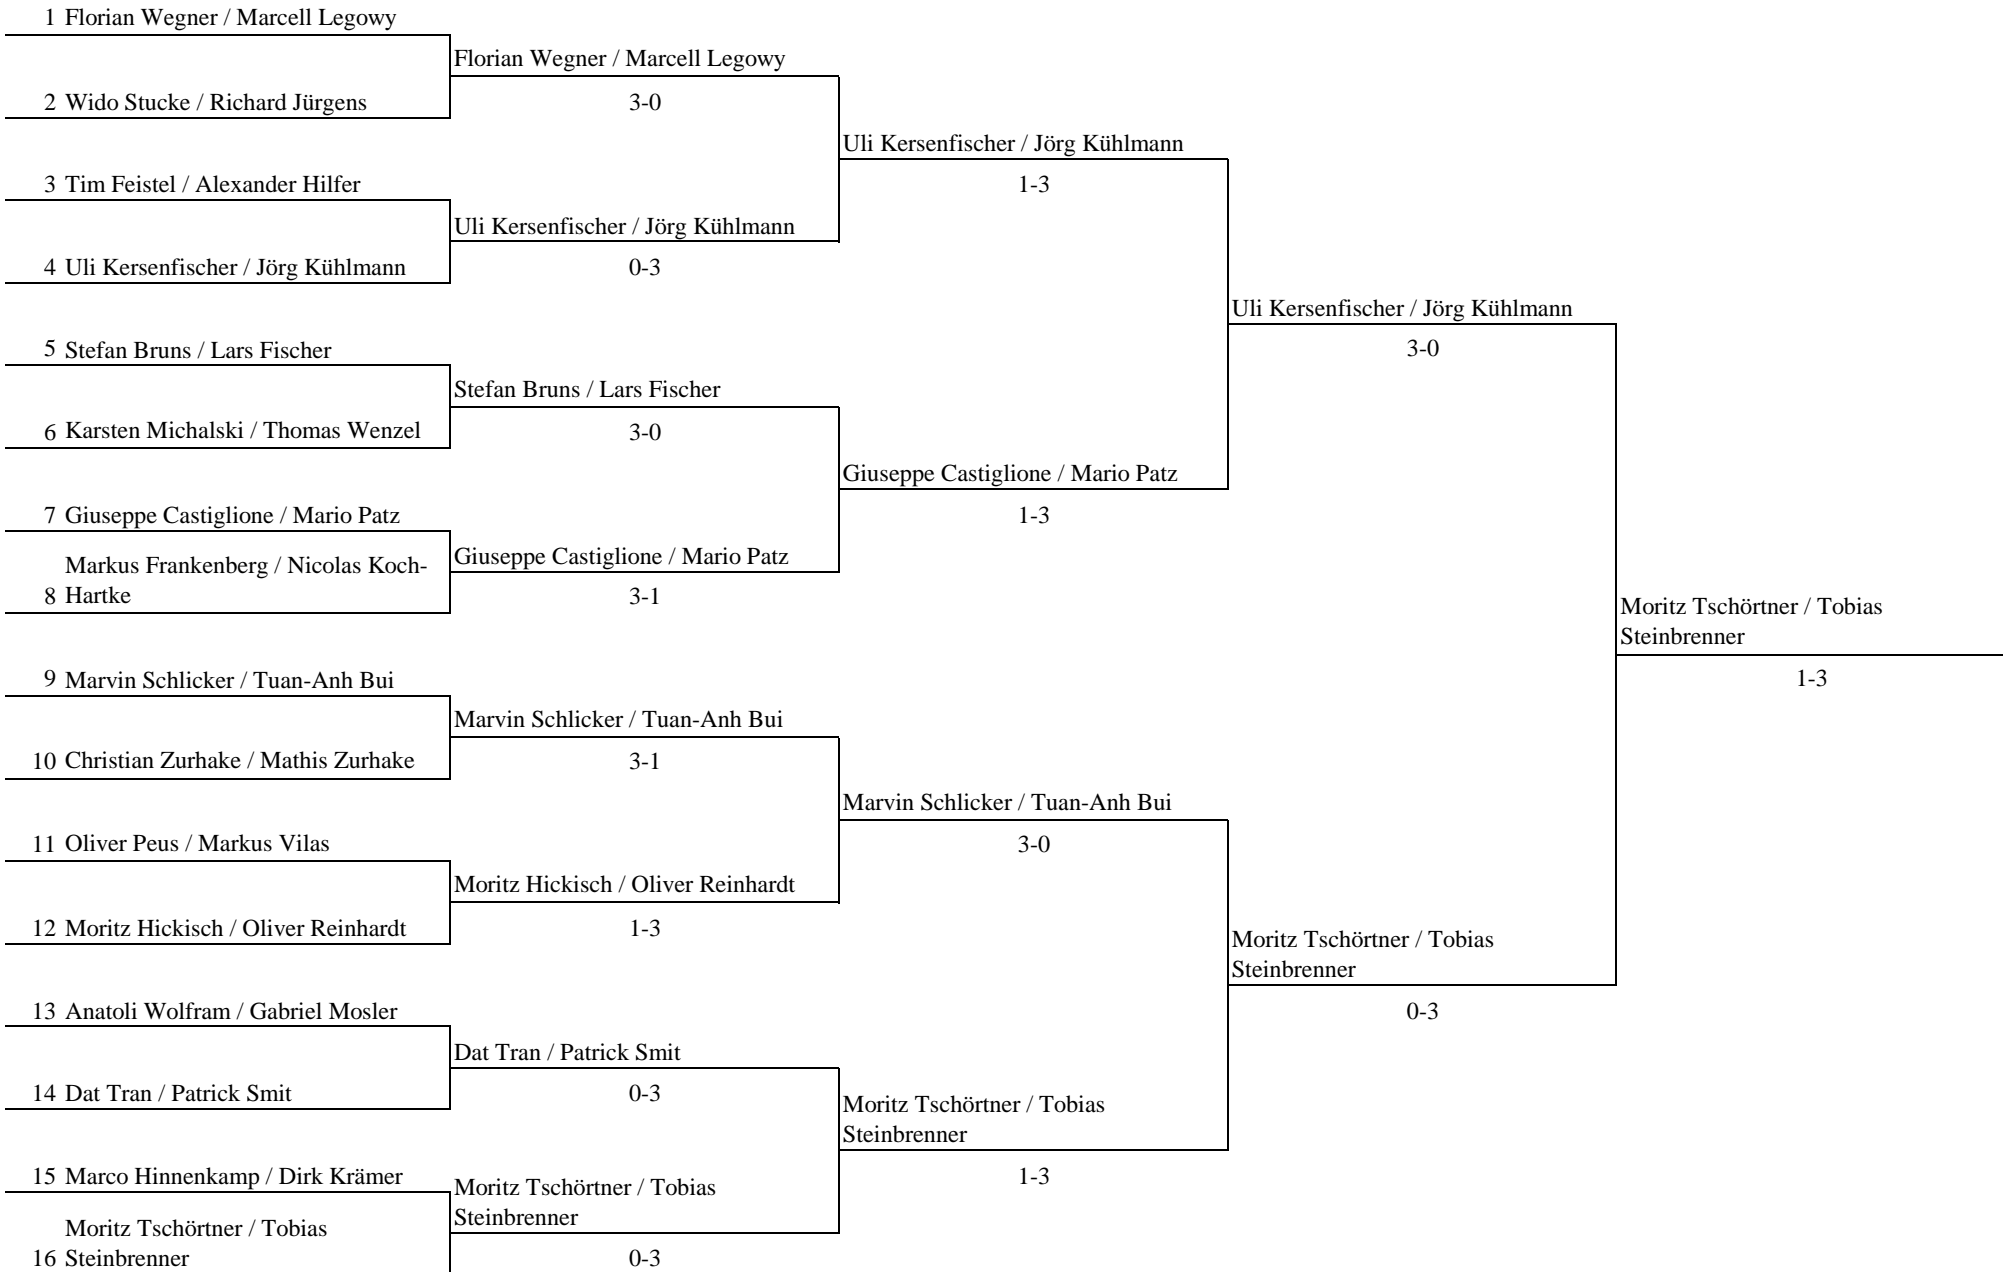 1 Florian Wegner / Marcell Legowy
Florian Wegner / Marcell Legowy
2 Wido Stucke / Richard Jürgens
3-0
Uli Kersenfischer / Jörg Kühlmann
3 Tim Feistel / Alexander Hilfer
1-3
Uli Kersenfischer / Jörg Kühlmann
4 Uli Kersenfischer / Jörg Kühlmann
0-3
Uli Kersenfischer / Jörg Kühlmann
5 Stefan Bruns / Lars Fischer
3-0
Stefan Bruns / Lars Fischer
6 Karsten Michalski / Thomas Wenzel
3-0
Giuseppe Castiglione / Mario Patz
7 Giuseppe Castiglione / Mario Patz
1-3
Giuseppe Castiglione / Mario Patz
Markus Frankenberg / Nicolas Koch-
8 Hartke
3-1
Moritz Tschörtner / Tobias
Steinbrenner
9 Marvin Schlicker / Tuan-Anh Bui
1-3
Marvin Schlicker / Tuan-Anh Bui
10 Christian Zurhake / Mathis Zurhake
3-1
Marvin Schlicker / Tuan-Anh Bui
11 Oliver Peus / Markus Vilas
3-0
Moritz Hickisch / Oliver Reinhardt
12 Moritz Hickisch / Oliver Reinhardt
1-3
Moritz Tschörtner / Tobias
Steinbrenner
13 Anatoli Wolfram / Gabriel Mosler
0-3
Dat Tran / Patrick Smit
14 Dat Tran / Patrick Smit
0-3
Moritz Tschörtner / Tobias
Steinbrenner
15 Marco Hinnenkamp / Dirk Krämer
1-3
Moritz Tschörtner / Tobias
Steinbrenner
Moritz Tschörtner / Tobias
16 Steinbrenner
0-3